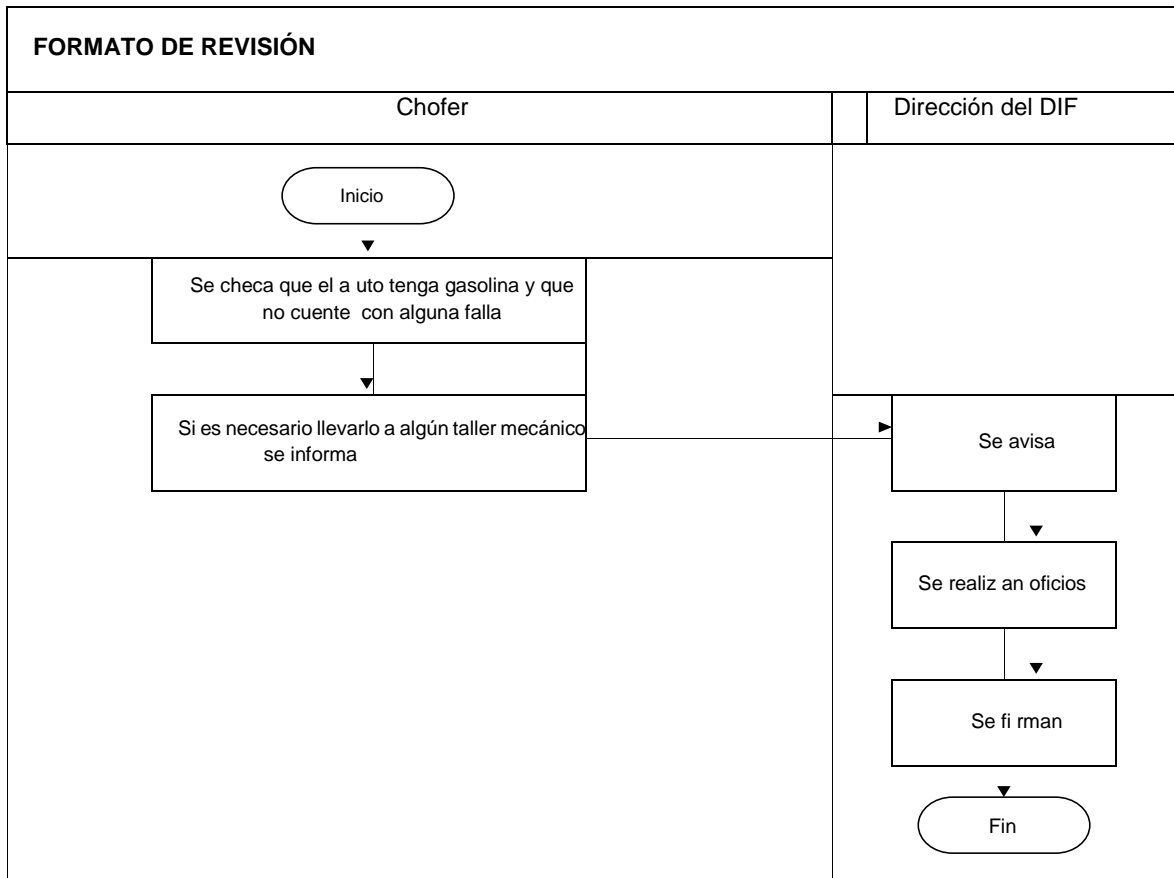 FORMATO DE REVISIÓN
Chofer
Dirección del DIF
Inicio
Se checa que el a uto tenga gasolina y que
no cuente con alguna falla
Si es necesario llevarlo a algún taller mecánico
se informa
Se avisa
Se realiz an oficios
Se fi rman
Fin